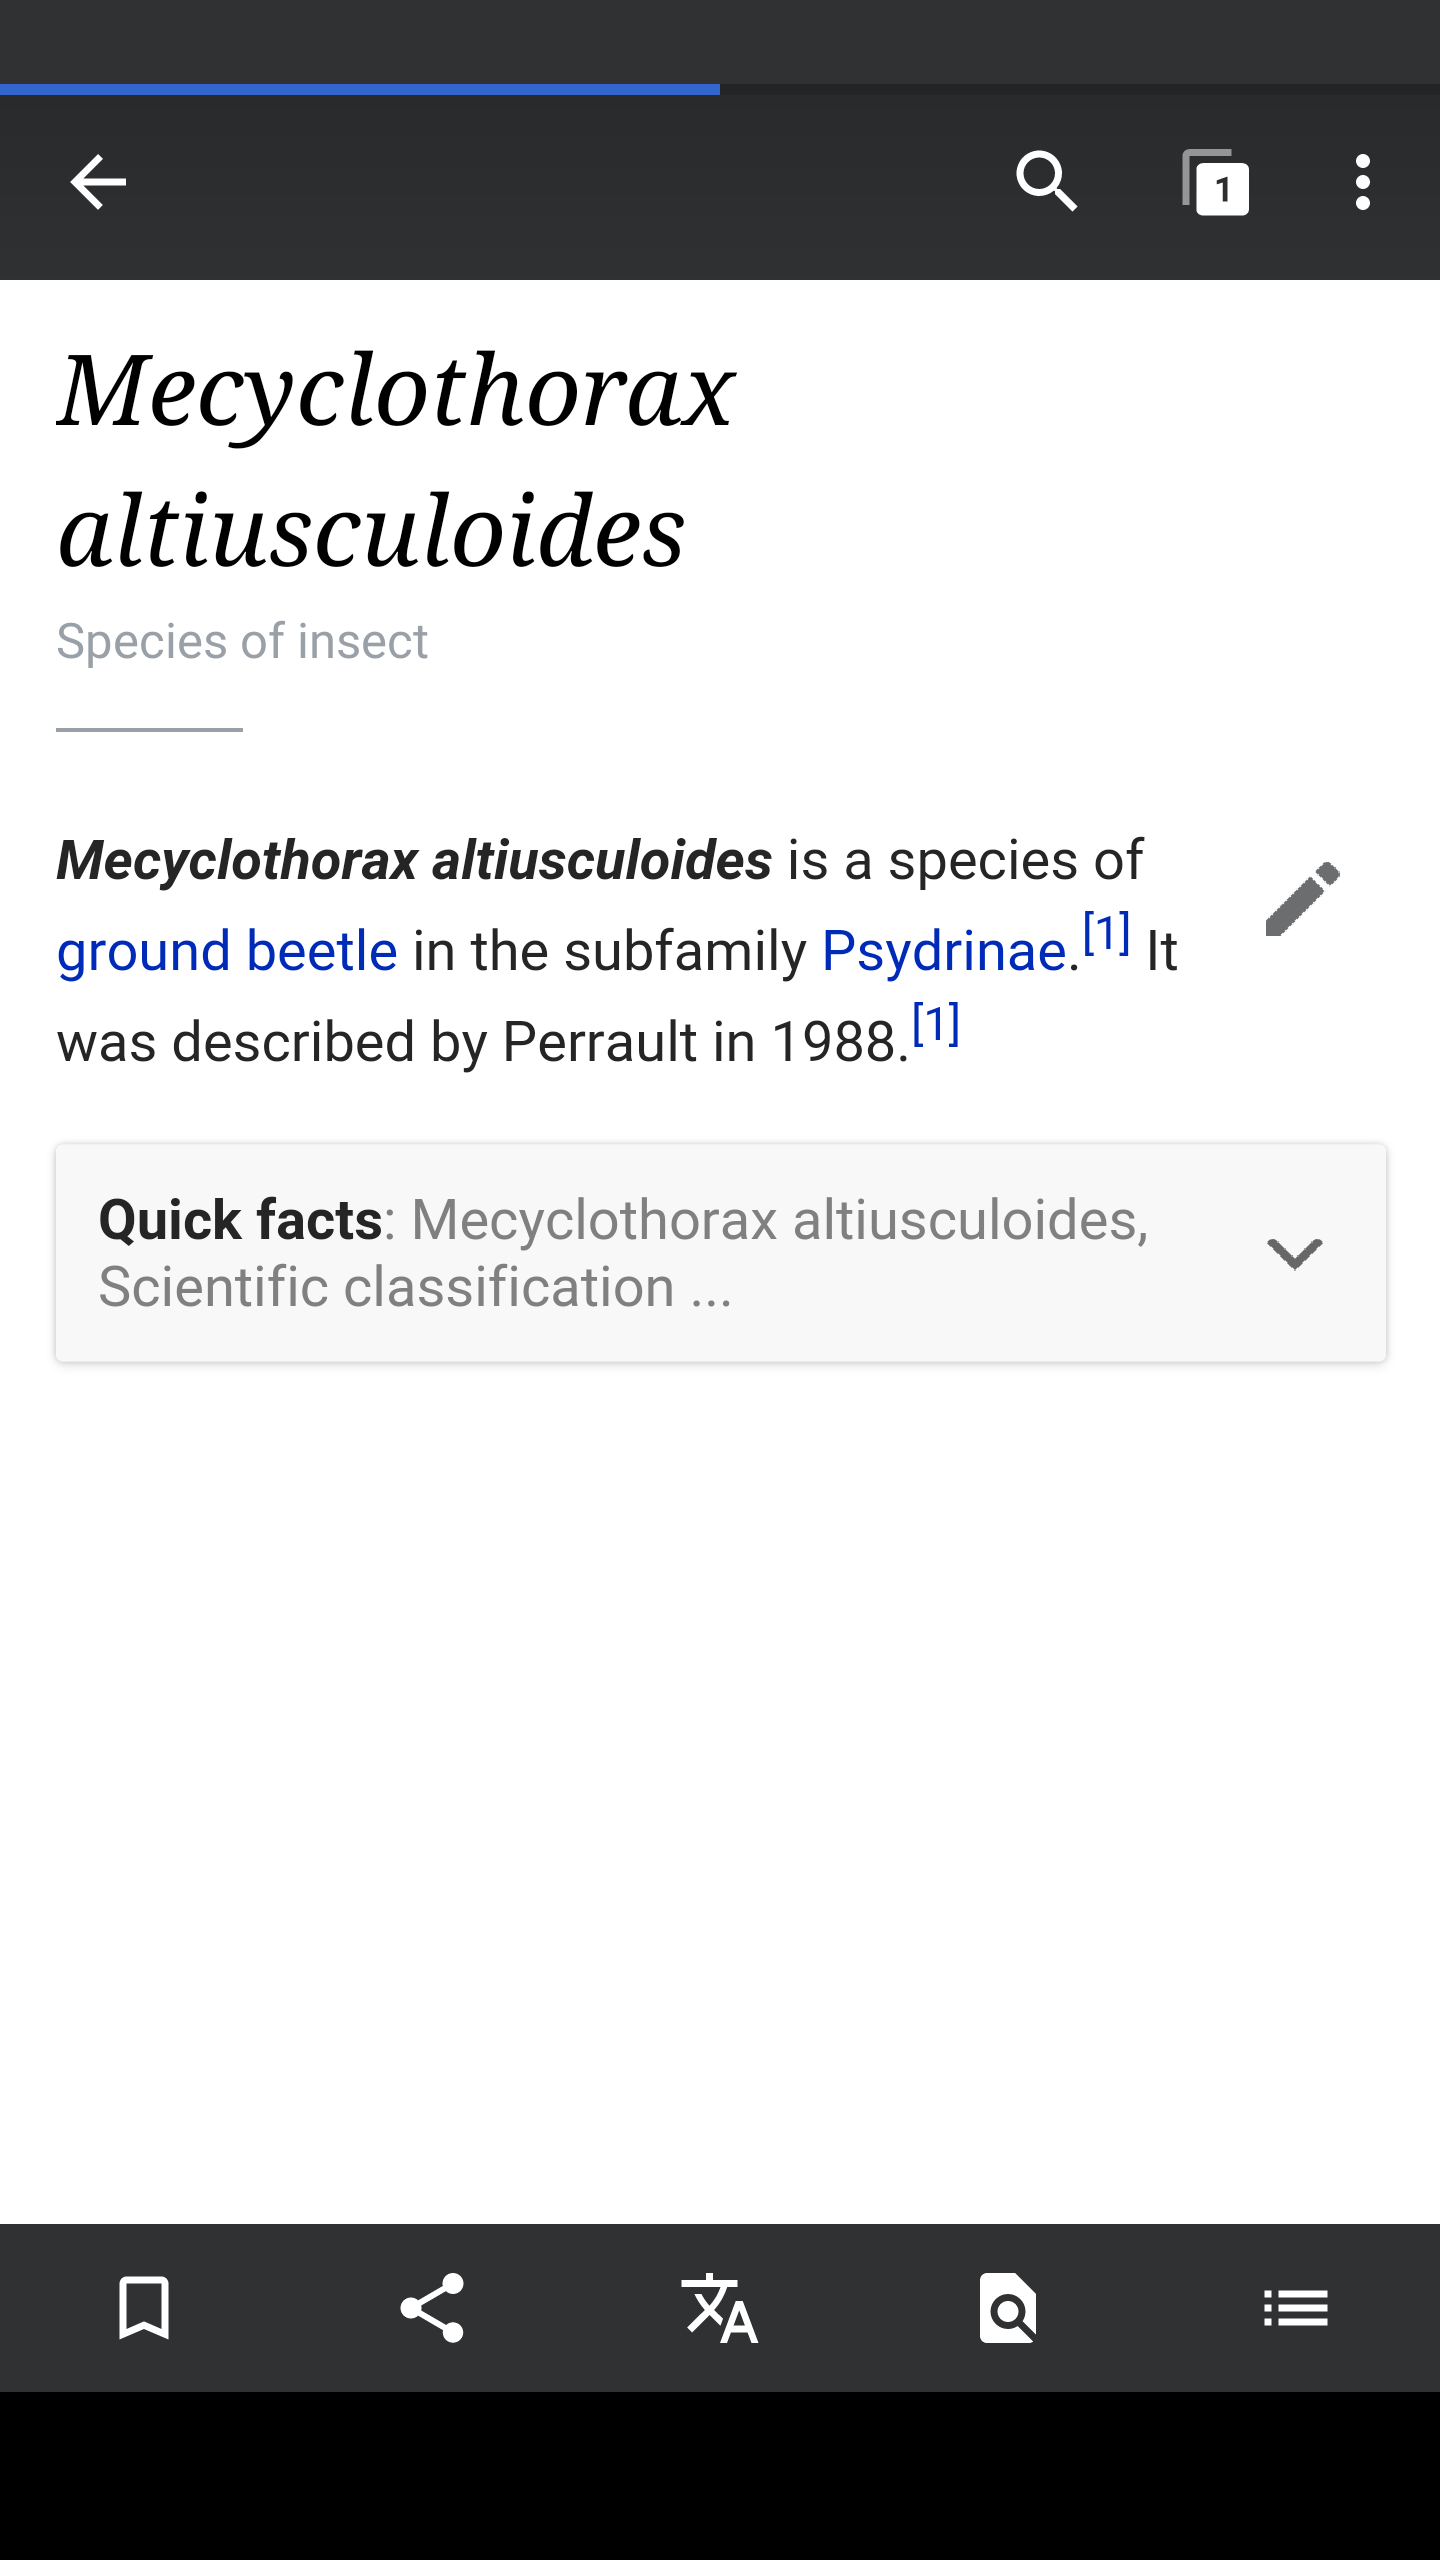 1
Mecyclothorax
altiusculoides
Species of insect
Mecyclothorax altiusculoides is a species of
ground beetle in the subfamily Psydrinae.[1] It
was described by Perrault in 1988.[1]
Quick facts: Mecyclothorax altiusculoides,
Scientific classification ...